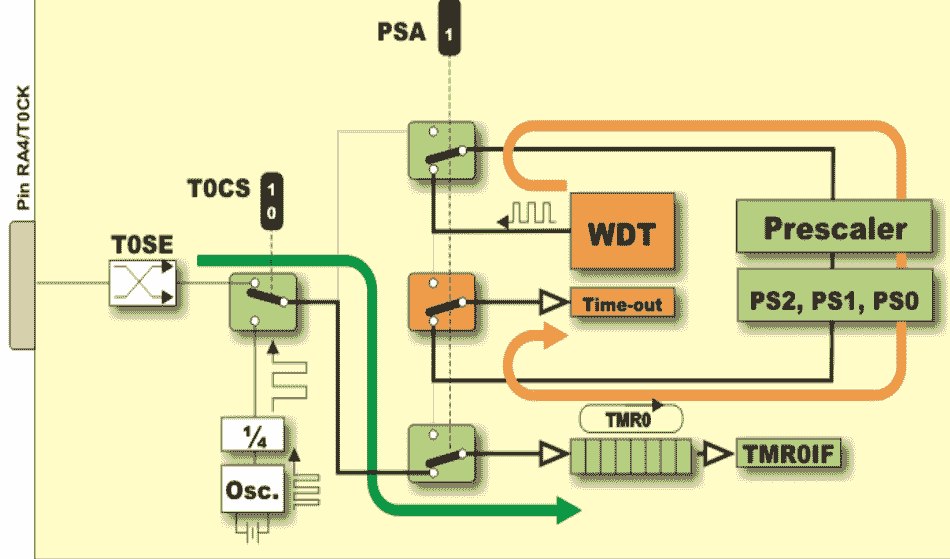 PSA
1
Pin RA4/T0CK
T0CS
1
0
T0SE
WDT
Prescaler
PS2, PS1, PS0
Time-out
¼
Osc.
TMR0
TMR0IF